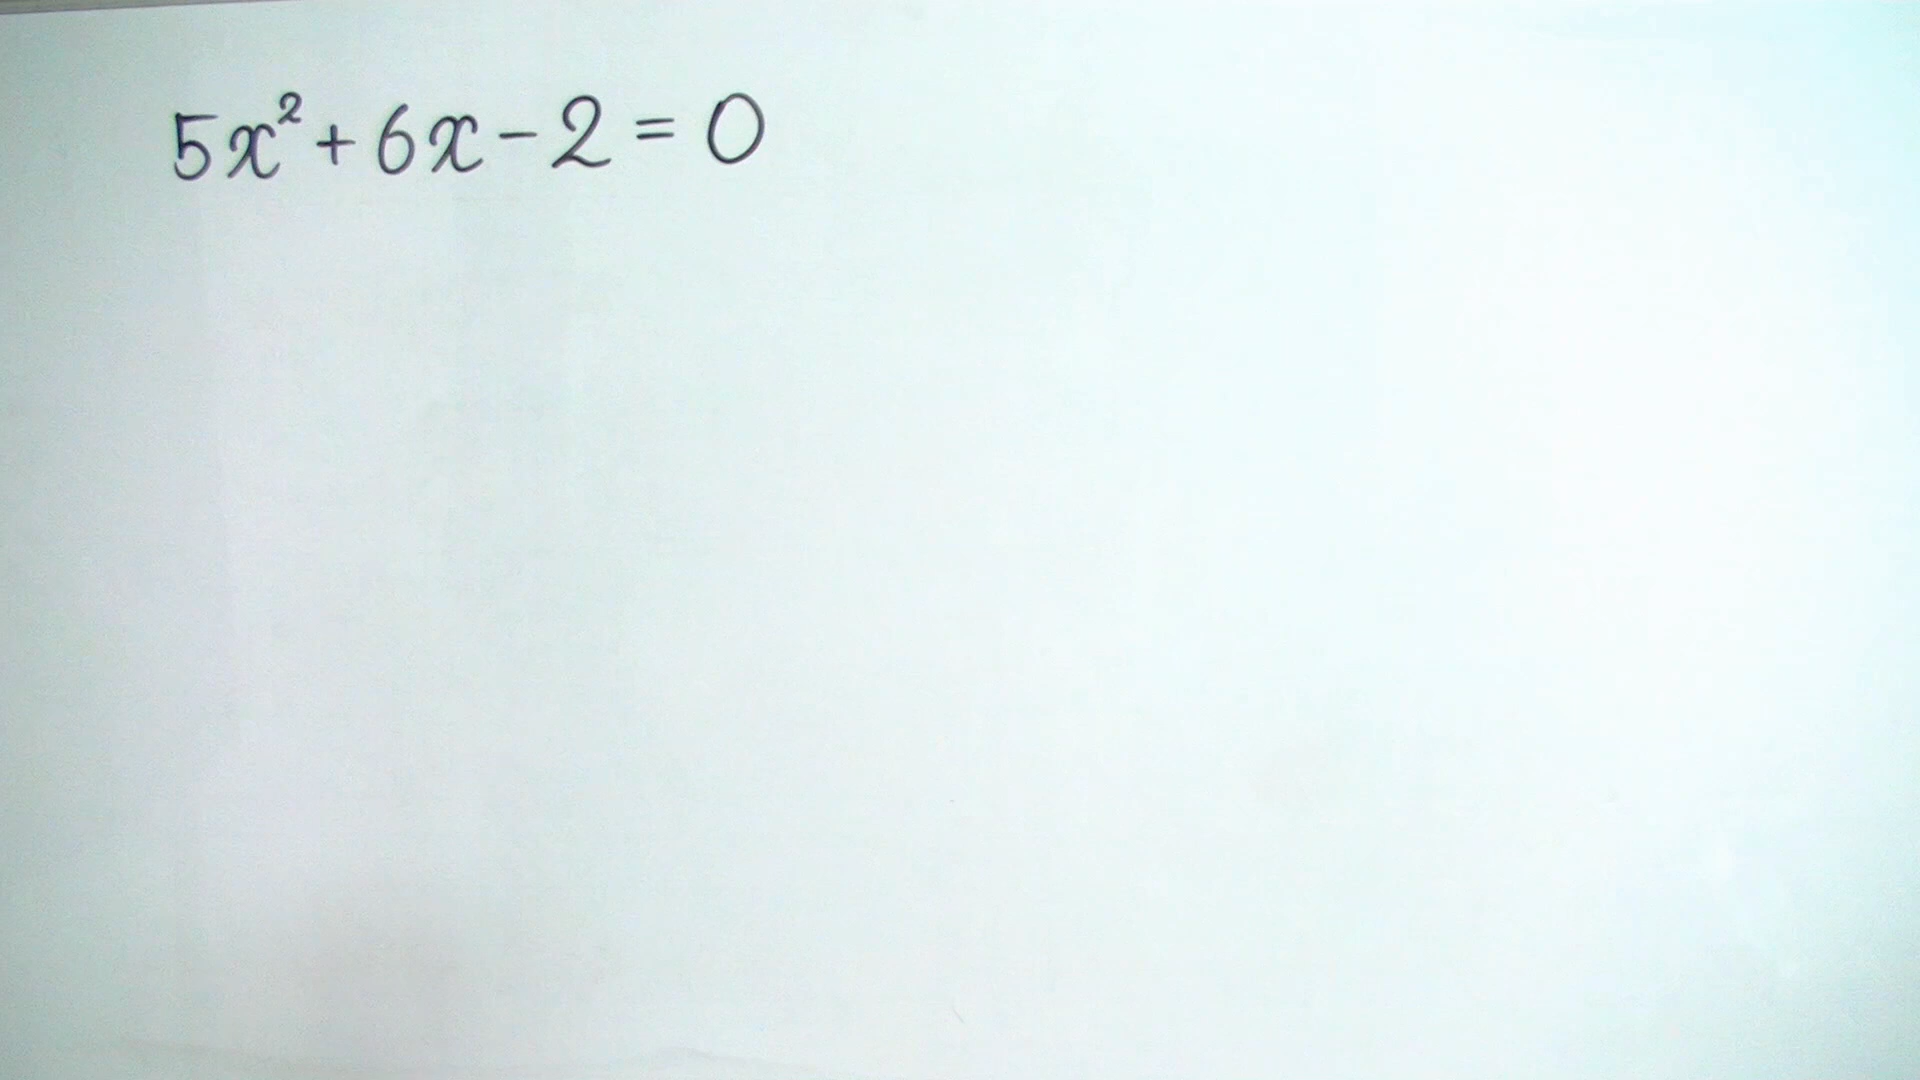 5x² + 6x - 2 = 0